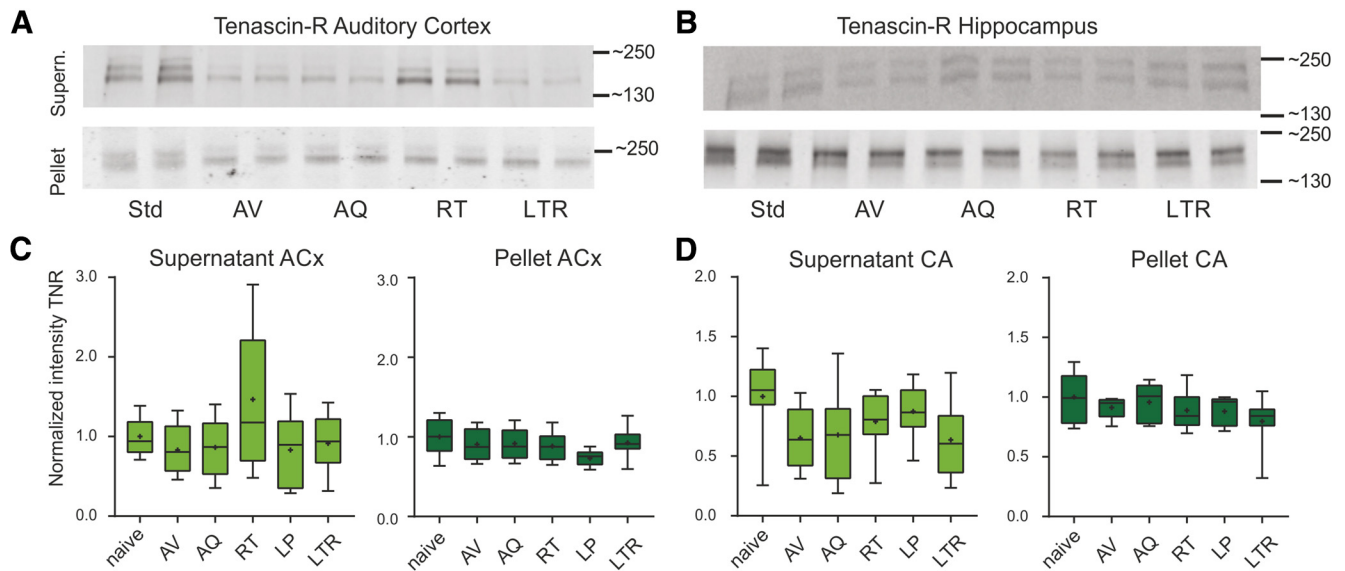 A
Tenascin-R Auditory Cortex
Supern.
~250
~130
Pellet
~250
Std AV AQ RT LTR
B
Tenascin-R Hippocampus
~250
~130
~250
~130
Std AV AQ RT LTR
C
Supernatant ACx
Normalized intensity TNR
3.0
2.0
1.0
0.0
naive AV AQ RT LP LTR
Pellet ACx
3.0
2.0
1.0
0.0
naive AV AQ RT LP LTR
D
Supernatant CA
2.0
1.5
1.0
0.5
0.0
naive AV AQ RT LP LTR
Pellet CA
2.0
1.5
1.0
0.5
0.0
naive AV AQ RT LP LTR